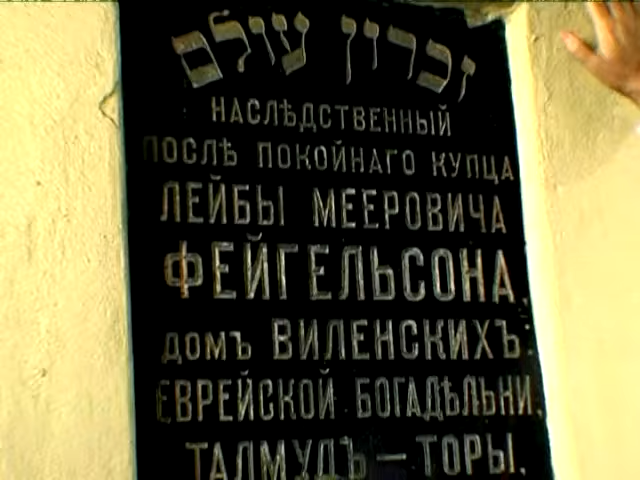 זכרון עולם
НАСЛѢДСТВЕННЫЙ
ПОСЛѢ ПОКОЙНАГО КУПЦА
ЛЕЙБЫ МЕЕРОВИЧА
ФЕЙГЕЛЬСОНА,
ДОМЪ ВИЛЕНСКИХЪ
ЕВРЕЙСКОЙ БОГАДѢЛЬНИ,
ТАЛМУДЪ — ТОРЫ,